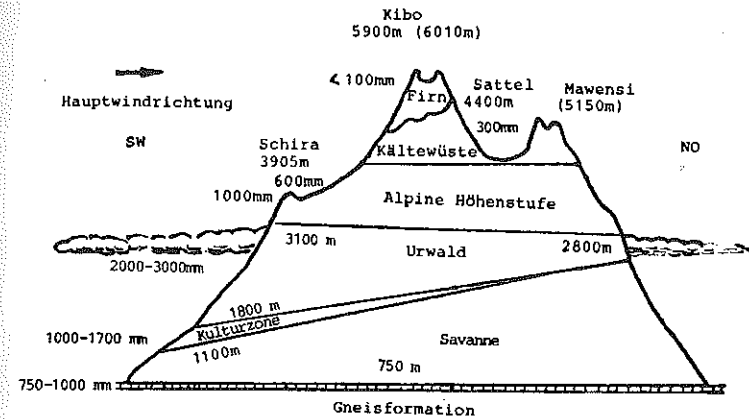 Kibo
5900m (6010m)
< 100mm
Firn
Sattel
4400m
300mm
Mawensi
(5150m)
Hauptwindrichtung
SW
NO
Schira
3905m
600mm
1000mm
Kältewüste
Alpine Höhenstufe
3100 m
Urwald
2800m
2000-3000mm
1800 m
Kulturzone
1100m
1000-1700 mm
Savanne
750 m
750-1000 mm
Gneisformation